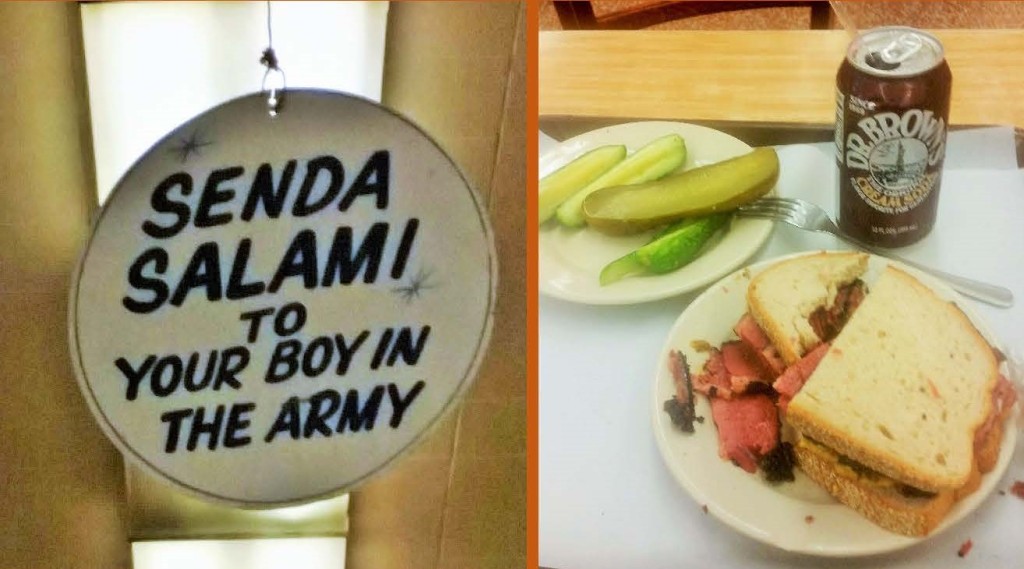 SENDA
SALAMI
TO
YOUR BOY IN
THE ARMY
DR. BROWN'S
CREAM SODA